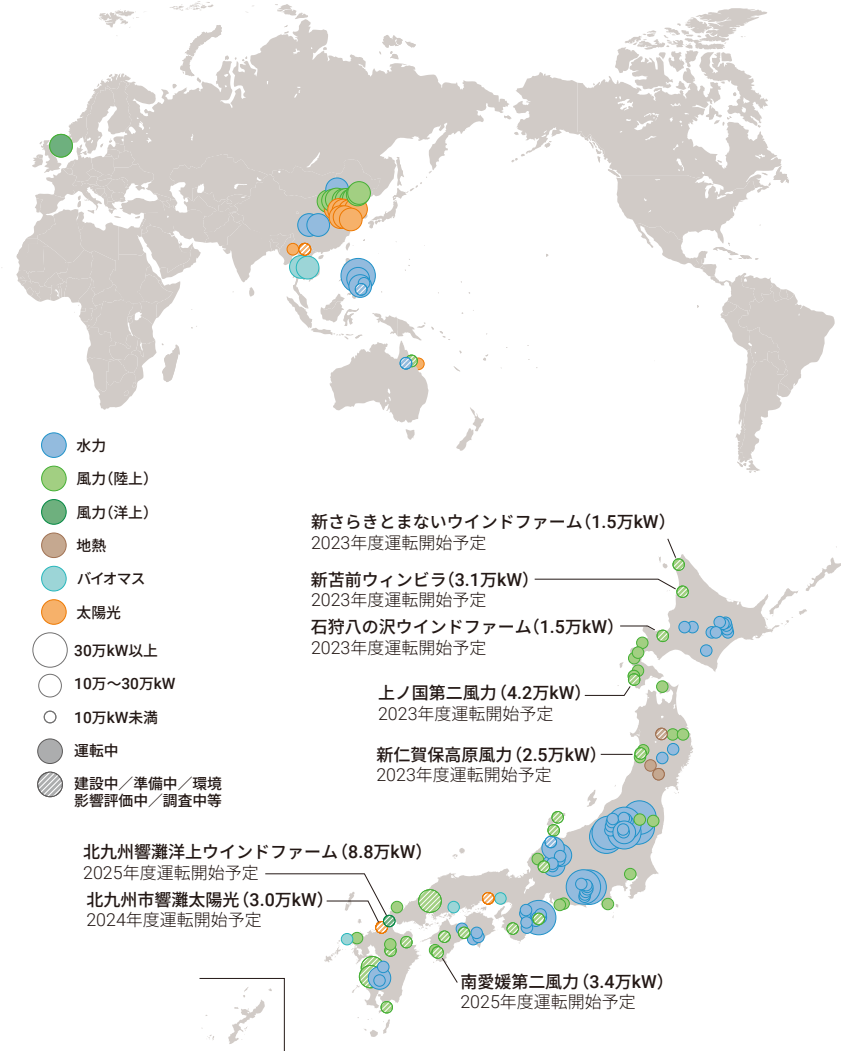 水力
風力（陸上）
風力（洋上）
地熱
バイオマス
太陽光
30万kW以上
10万〜30万kW
10万kW未満
運転中
建設中／準備中／環境
影響評価中／調査中等
新さらきとまないウインドファーム（1.5万kW）
2023年度運転開始予定
新苫前ウィンビラ（3.1万kW）
2023年度運転開始予定
石狩八の沢ウインドファーム（1.5万kW）
2023年度運転開始予定
上ノ国第二風力（4.2万kW）
2023年度運転開始予定
新仁賀保高原風力（2.5万kW）
2023年度運転開始予定
北九州響灘洋上ウインドファーム（8.8万kW）
2025年度運転開始予定
北九州市響灘太陽光（3.0万kW）
2024年度運転開始予定
南愛媛第二風力（3.4万kW）
2025年度運転開始予定